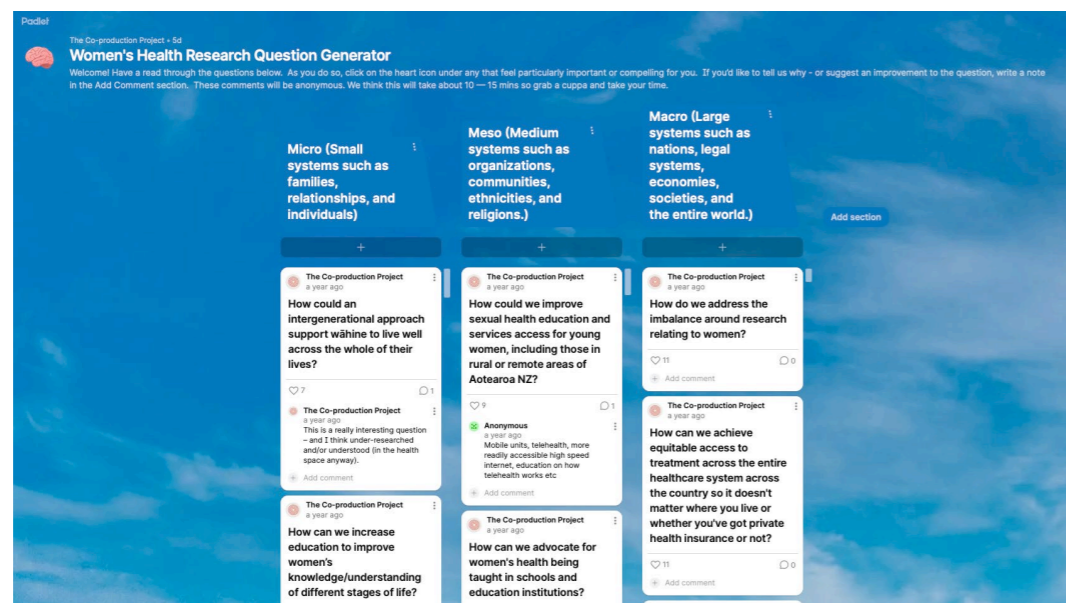 Padlet
The Co-production Project • 5d
Women's Health Research Question Generator
Welcome! Have a read through the questions below. As you do so, click on the heart icon under any that feel particularly important or compelling for you. If you'd like to tell us why - or suggest an improvement to the question, write a note
in the Add Comment section. These comments will be anonymous. We think this will take about 10 — 15 mins so grab a cuppa and take your time.
Micro (Small
systems such as
families,
relationships, and
individuals)
The Co-production Project
a year ago
How could an
intergenerational approach
support wāhine to live well
across the whole of their
lives?
7
1
The Co-production Project
a year ago
This is a really interesting question
– and I think under-researched
and/or understood (in the health
space anyway).
Add comment
The Co-production Project
a year ago
How can we increase
education to improve
women's
knowledge/understanding
of different stages of life?
Meso (Medium
systems such as
organizations,
communities,
ethnicities, and
religions.)
The Co-production Project
a year ago
How could we improve
sexual health education and
services access for young
women, including those in
rural or remote areas of
Aotearoa NZ?
9
1
Anonymous
a year ago
Mobile units, telehealth, more
readily accessible high speed
internet, education on how
telehealth works etc
Add comment
The Co-production Project
a year ago
How can we advocate for
women's health being
taught in schools and
education institutions?
Macro (Large
systems such as
nations, legal
systems,
economies,
societies, and
the entire world.)
The Co-production Project
a year ago
How do we address the
imbalance around research
relating to women?
11
0
Add comment
The Co-production Project
a year ago
How can we achieve
equitable access to
treatment across the entire
healthcare system across
the country so it doesn't
matter where you live or
whether you've got private
health insurance or not?
11
0
Add comment
Add section